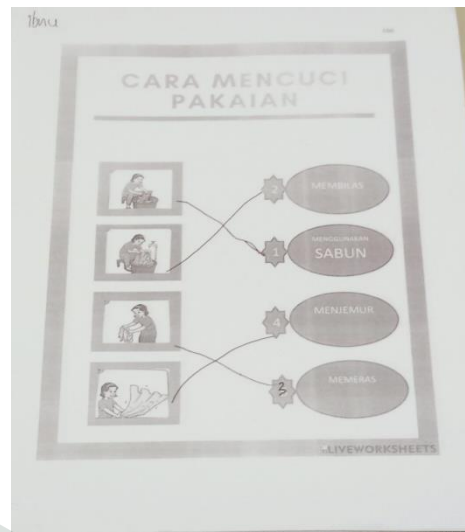 ibnu
CARA MENCUCI
PAKAIAN
2
MEMBILAS
1
MENGGUNAKAN
SABUN
4
MENJEMUR
3
MEMERAS
LIVEWORKSHEETS